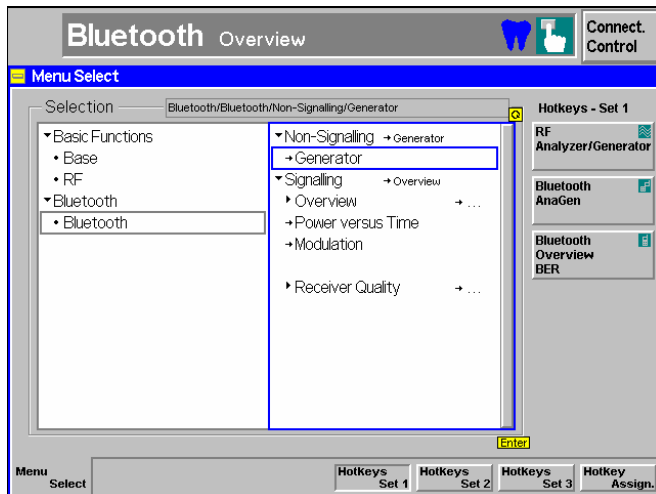 Bluetooth Overview
Connect.
Control
Menu Select
Selection
Bluetooth/Bluetooth/Non-Signalling/Generator
Hotkeys - Set 1
Basic Functions
Base
RF
Bluetooth
Bluetooth
Non-Signalling → Generator
→ Generator
Signalling → Overview
Overview → ...
→ Power versus Time
→ Modulation
Receiver Quality → ...
RF
Analyzer/Generator
Bluetooth
AnaGen
Bluetooth
Overview
BER
Enter
Menu
Select
Hotkeys
Set 1
Hotkeys
Set 2
Hotkeys
Set 3
Hotkey
Assign.